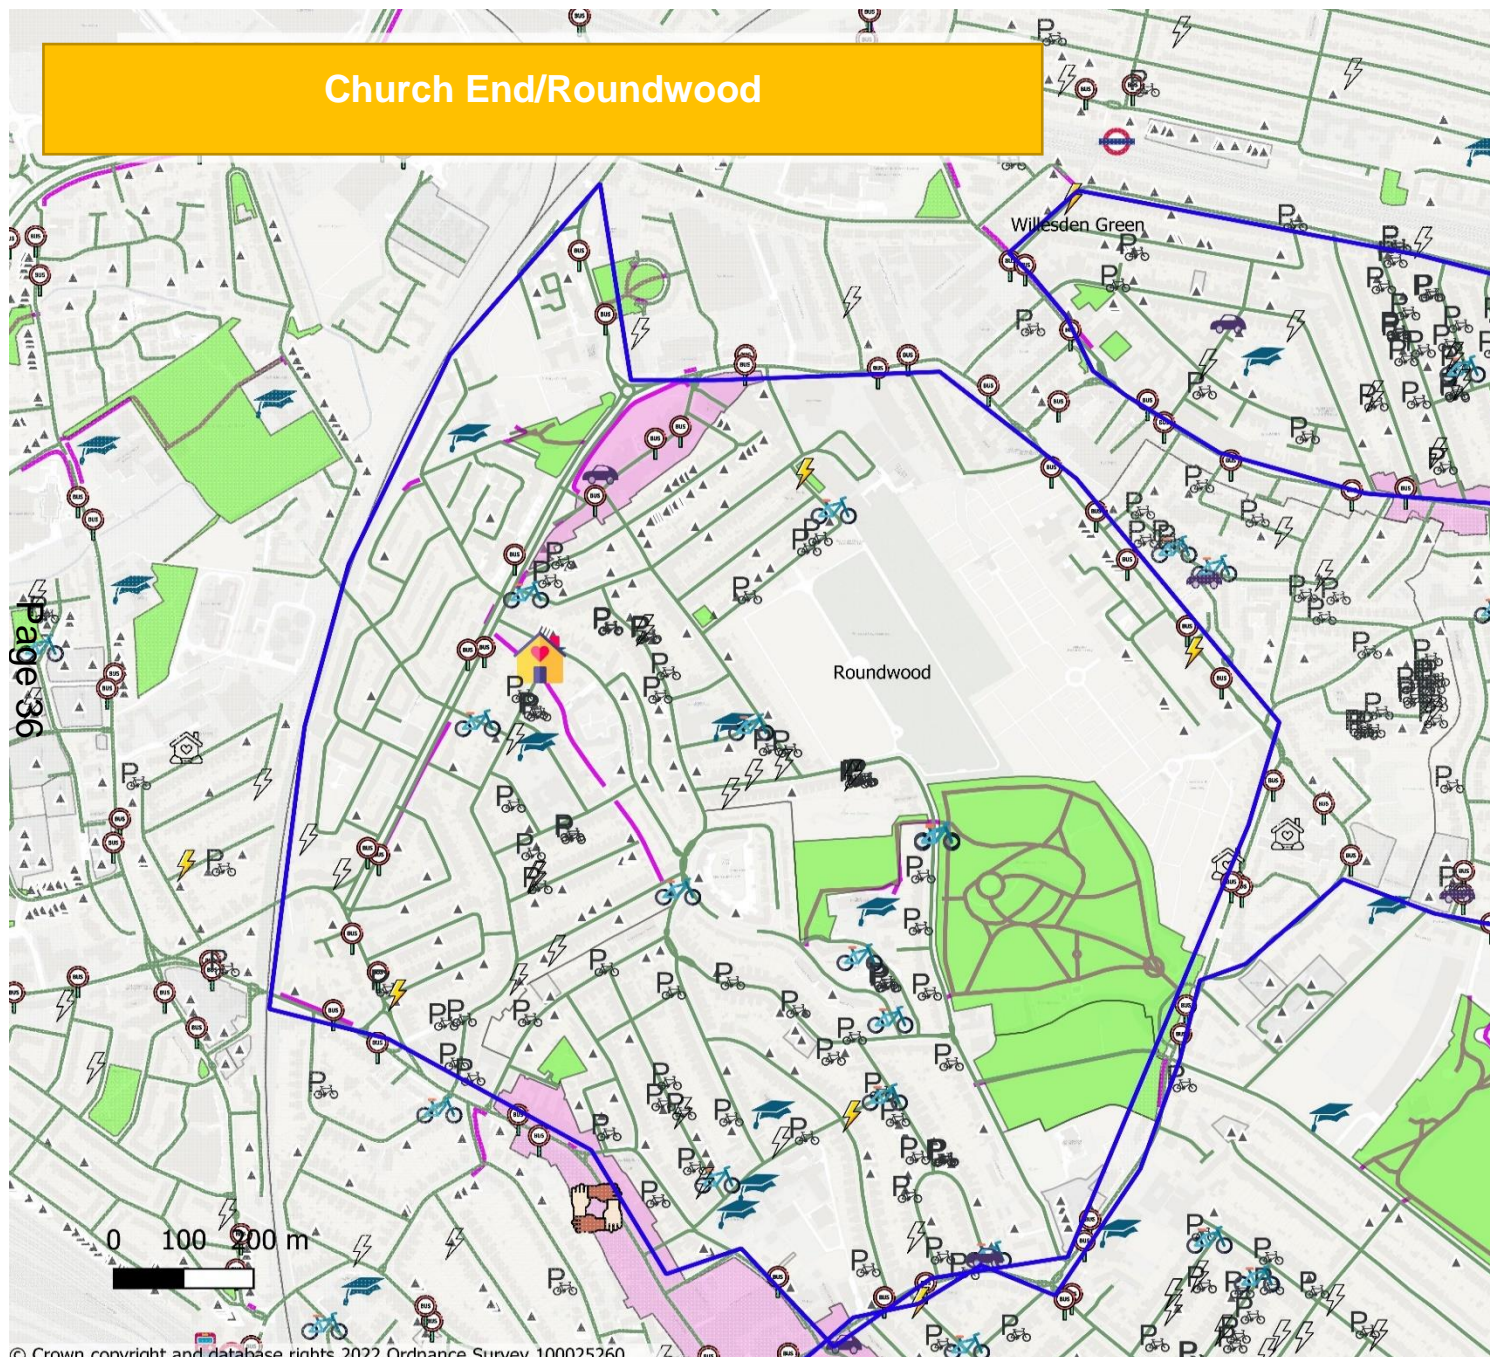 Church End/Roundwood
Willesden Green
Roundwood
Page 36
0 100 200 m
© Crown copyright and database rights 2022 Ordnance Survey 100025260
BUS
P